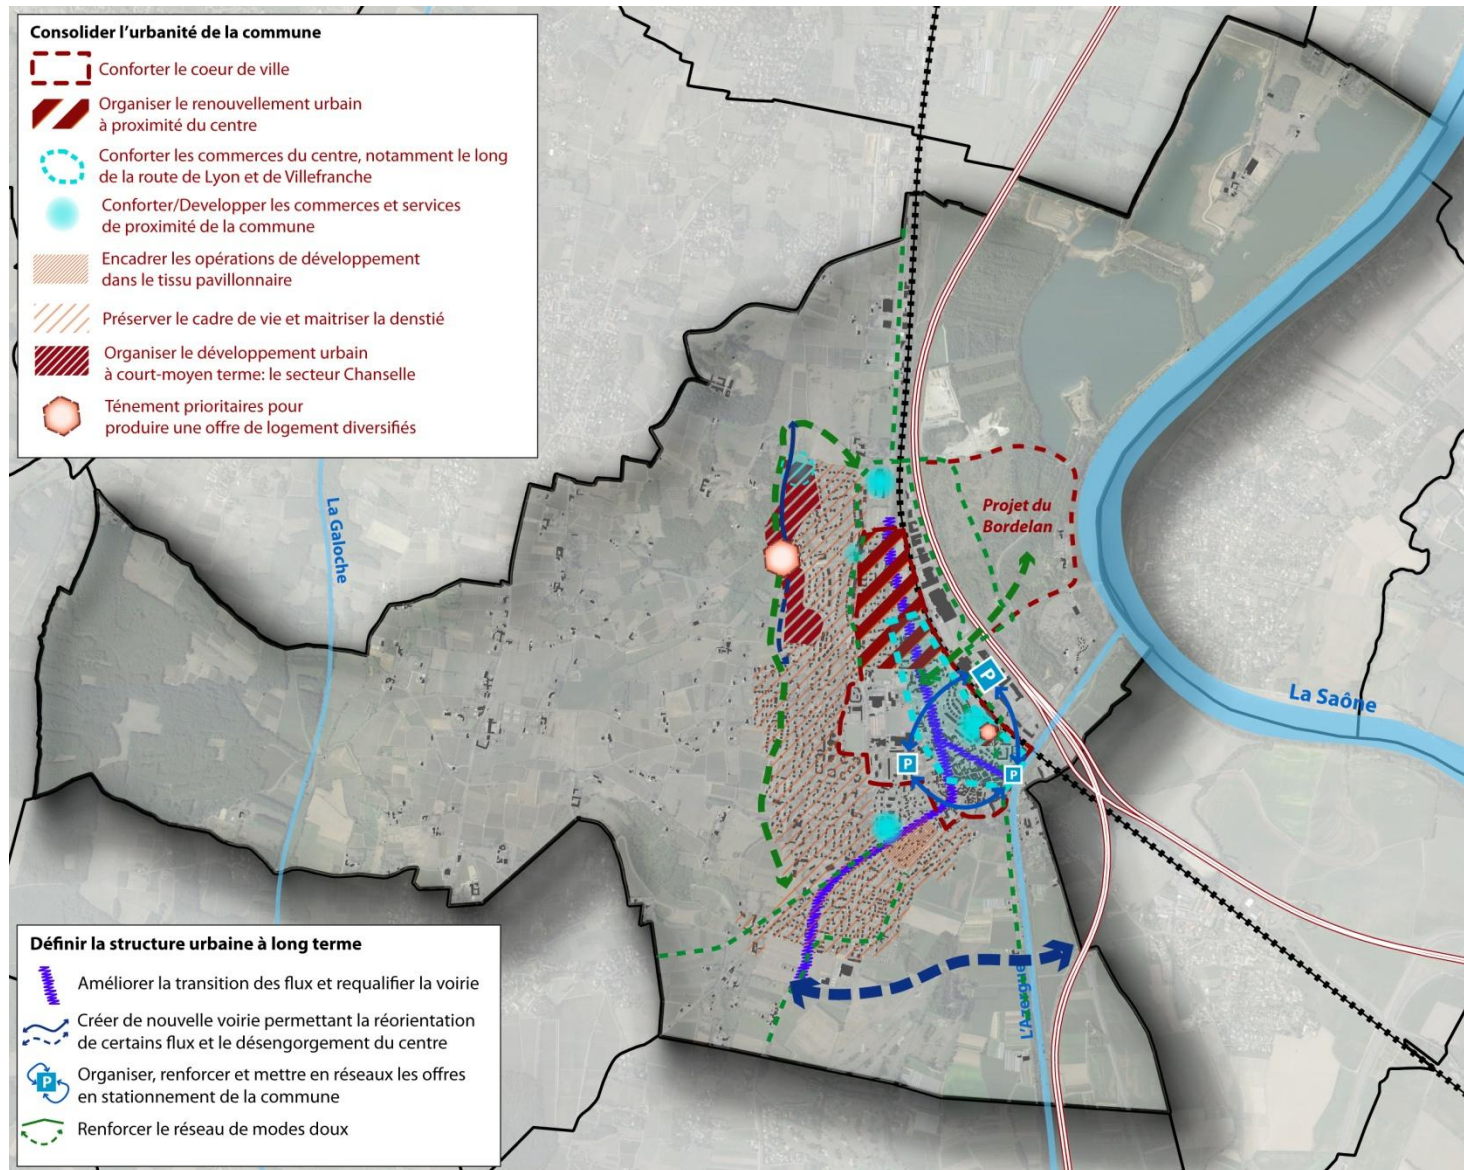 Consolider l'urbanité de la commune
Conforter le coeur de ville
Organiser le renouvellement urbain
à proximité du centre
Conforter les commerces du centre, notamment le long
de la route de Lyon et de Villefranche
Conforter/Developper les commerces et services
de proximité de la commune
Encadrer les opérations de développement
dans le tissu pavillonnaire
Préserver le cadre de vie et maitriser la denstié
Organiser le développement urbain
à court-moyen terme: le secteur Chanselle
Ténement prioritaires pour
produire une offre de logement diversifiés
La Galoche
Projet du
Bordelan
La Saône
P
P
P
L'Azergue
Définir la structure urbaine à long terme
Améliorer la transition des flux et requalifier la voirie
Créer de nouvelle voirie permettant la réorientation
de certains flux et le désengorgement du centre
P
Organiser, renforcer et mettre en réseaux les offres
en stationnement de la commune
Renforcer le réseau de modes doux